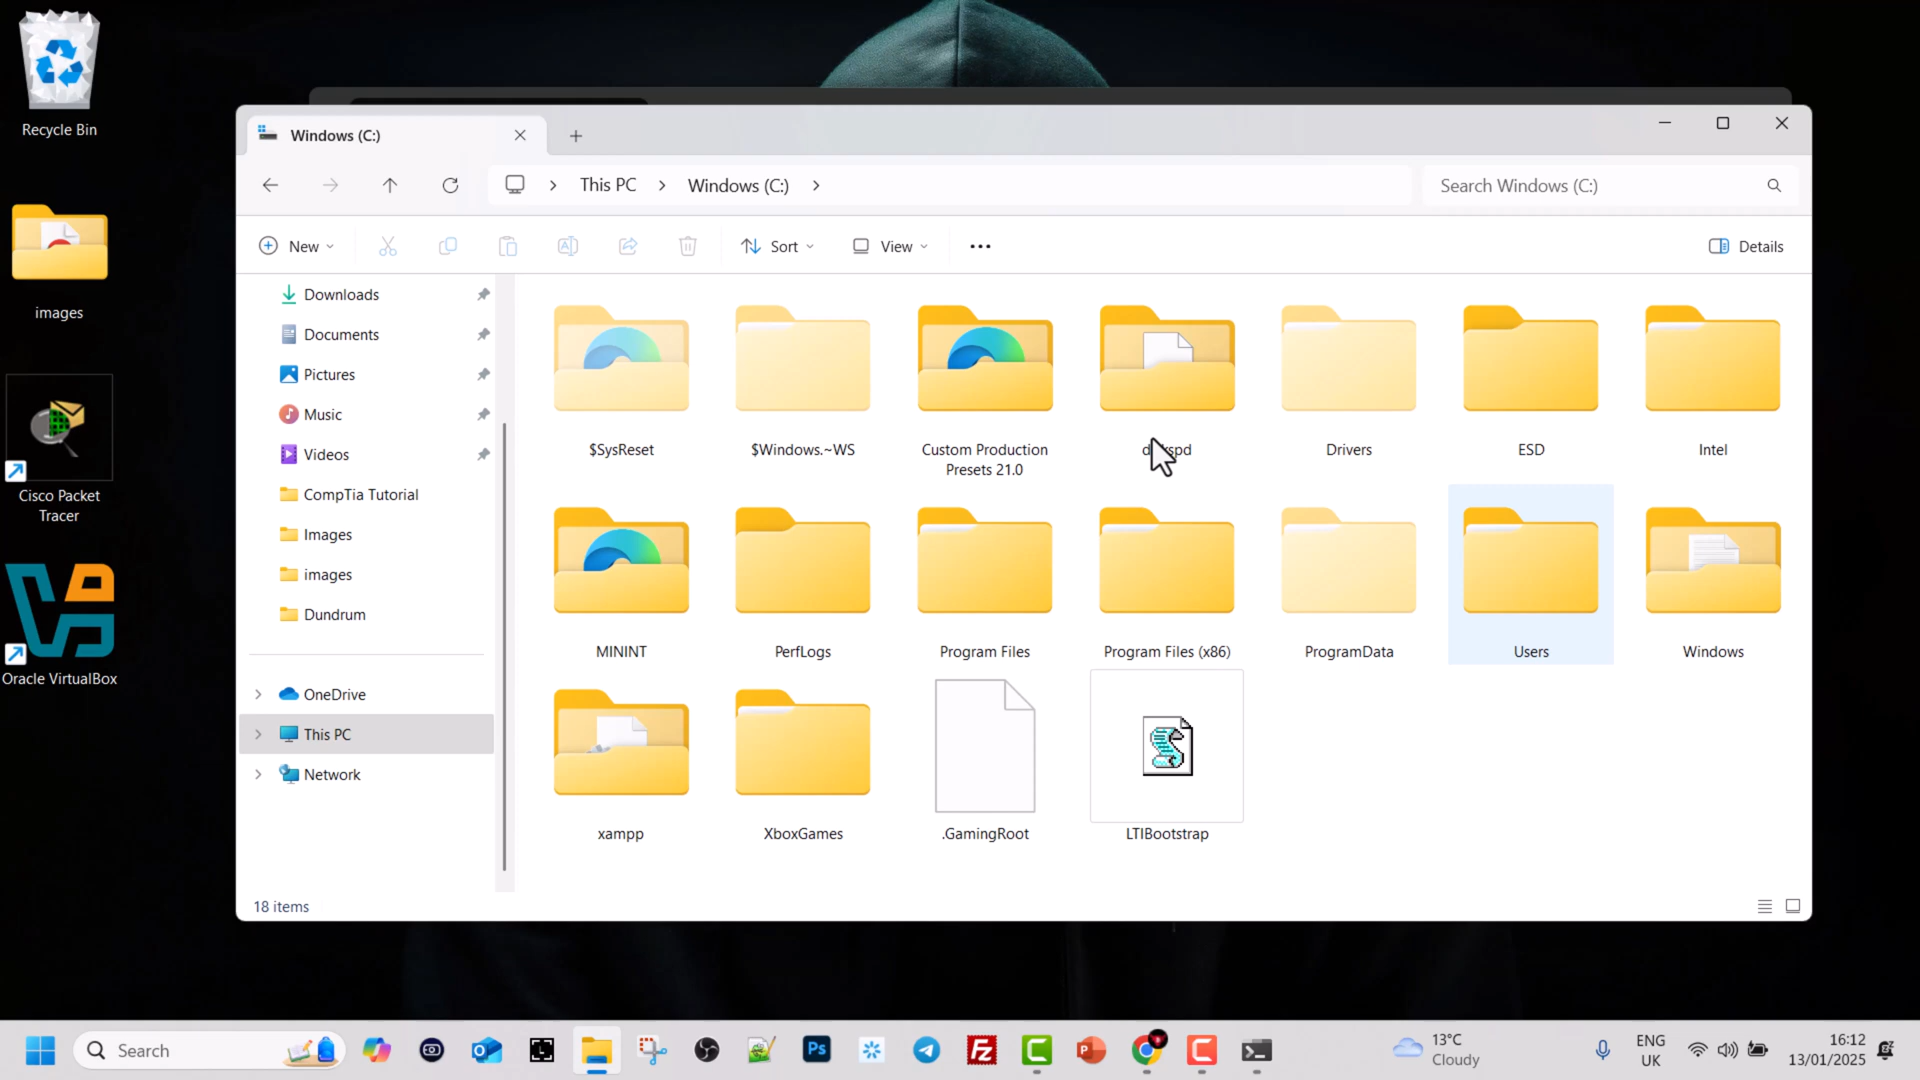 Recycle Bin
images
Cisco Packet
Tracer
Oracle VirtualBox
Windows (C:)
This PC
Windows (C:)
Search Windows (C:)
New
Sort
View
Details
Downloads
Documents
Pictures
Music
Videos
CompTia Tutorial
Images
images
Dundrum
OneDrive
This PC
Network
$SysReset
$Windows.~WS
Custom Production
Presets 21.0
Drivers
ESD
Intel
MININT
PerfLogs
Program Files
Program Files (x86)
ProgramData
Users
Windows
xampp
XboxGames
.GamingRoot
LTIBootstrap
18 items
Search
Ps
Fz
13°C
Cloudy
ENG
UK
16:12
13/01/2025